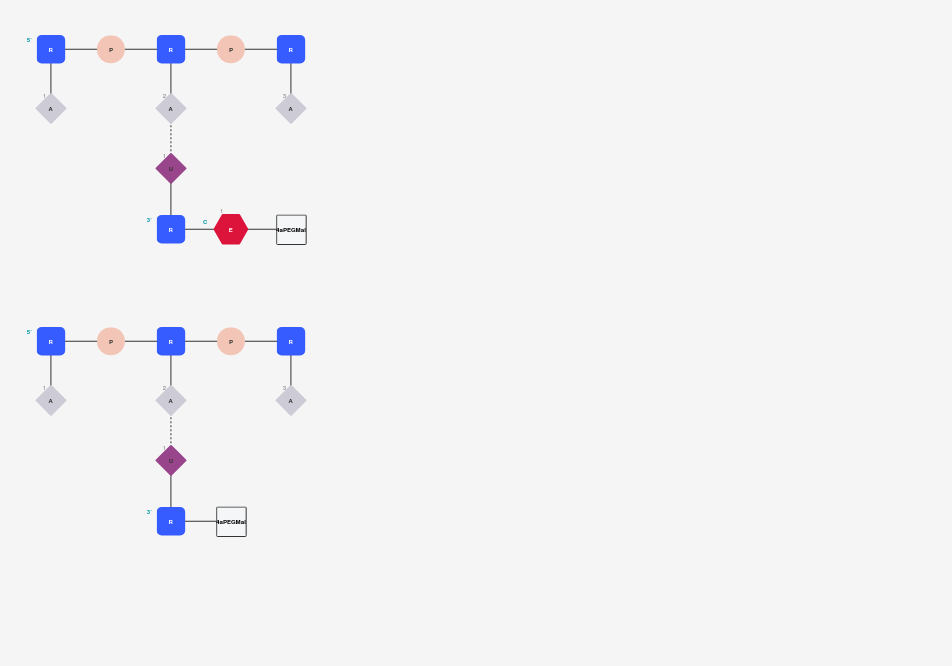 5'
R P R P R
1 2 3
A A A
1
U
3' R C 1 E 4aPEGMal
5'
R P R P R
1 2 3
A A A
1
U
3' R 4aPEGMal